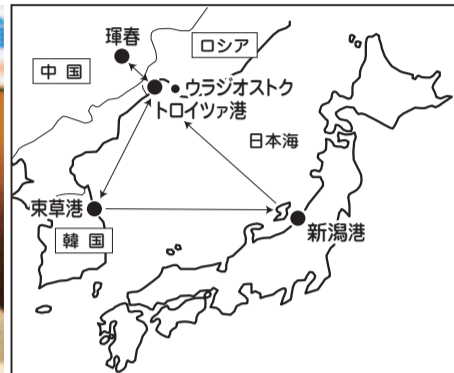 琿春
ロシア
中国
ウラジオストク
トロイツァ港
日本海
束草港
韓国
新潟港